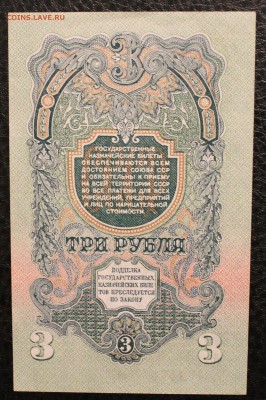 COINS.LAVE.RU
3
ГОСУДАРСТВЕННЫЕ
КАЗНАЧЕЙСКИЕ БИЛЕТЫ
ОБЕСПЕЧИВАЮТСЯ ВСЕМ
ДОСТОЯНИЕМ СОЮЗА ССР
И ОБЯЗАТЕЛЬНЫ К ПРИЕМУ
НА ВСЕЙ ТЕРРИТОРИИ СССР
ВО ВСЕ ПЛАТЕЖИ ДЛЯ ВСЕХ
УЧРЕЖДЕНИЙ, ПРЕДПРИЯТИЙ
И ЛИЦ ПО НАРИЦАТЕЛЬНОЙ
СТОИМОСТИ.
ТРИ РУБЛЯ
ПОДДЕЛКА
ГОСУДАРСТВЕННЫХ
КАЗНАЧЕЙСКИХ БИЛЕ
ТОВ ПРЕСЛЕДУЕТСЯ
ПО ЗАКОНУ
3 3 3